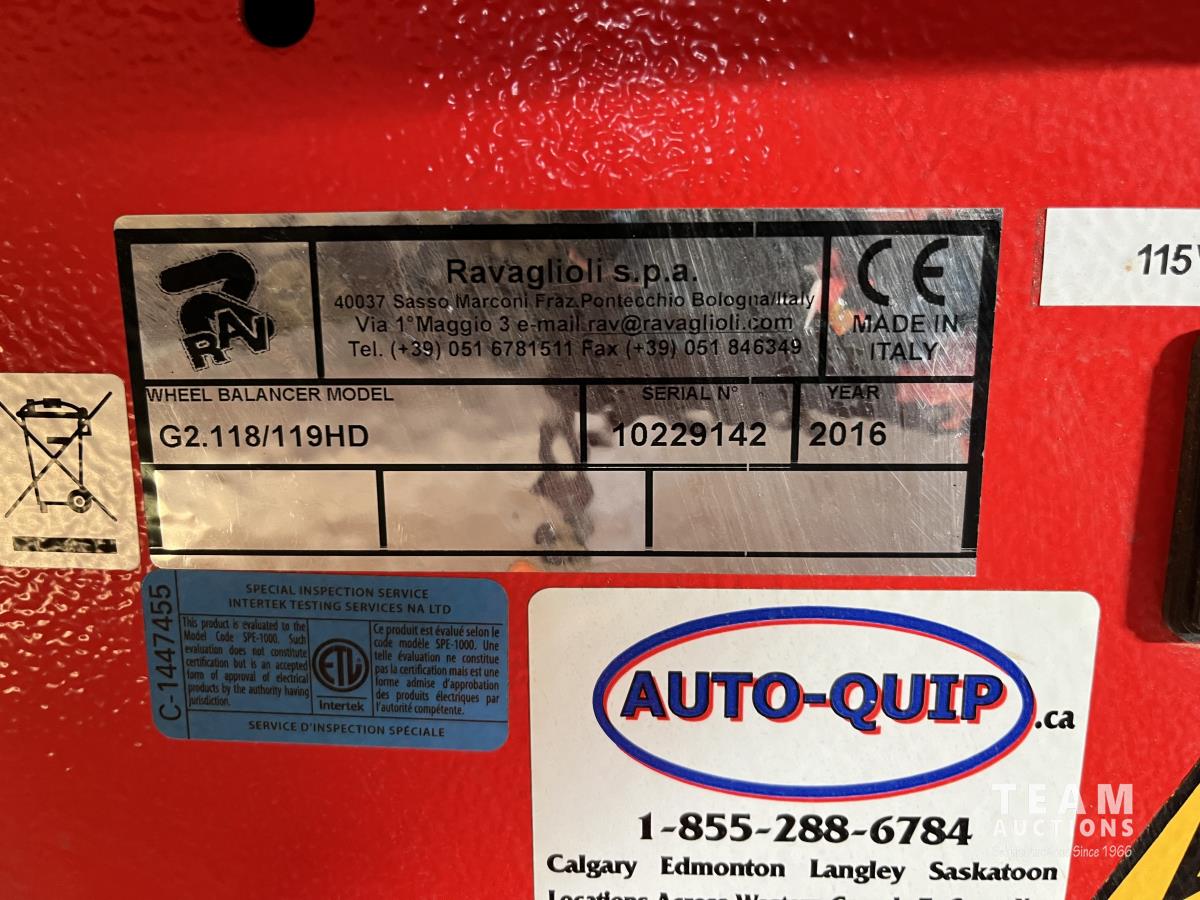 RAV
Ravaglioli s.p.a.
40037 Sasso Marconi Fraz.Pontecchio Bologna/Italy
Via 1°Maggio 3 e-mail rav@ravaglioli.com
Tel. (+39) 051 6781511 Fax (+39) 051 846349
CE
MADE IN
ITALY
115V
WHEEL BALANCER MODEL
SERIAL N°
YEAR
G2.118/119HD
10229142
2016
C-1447455
SPECIAL INSPECTION SERVICE
INTERTEK TESTING SERVICES NA LTD
This product is evaluated to the
Model Code SPE-1000. Such
evaluation does not constitute
certification but is an accepted
form of approval of electrical
products by the authority having
jurisdiction.
ETL
Intertek
Ce produit est évalué selon le
code modèle SPE-1000. Une
telle évaluation ne constitue
pas la certification mais est une
forme admise d'approbation
des produits électriques par
l'autorité compétente.
SERVICE D'INSPECTION SPÉCIALE
AUTO-QUIP.ca
1-855-288-6784
Calgary Edmonton Langley Saskatoon
Locations Across Western Canada To
TEAM
AUCTIONS
Since 1966